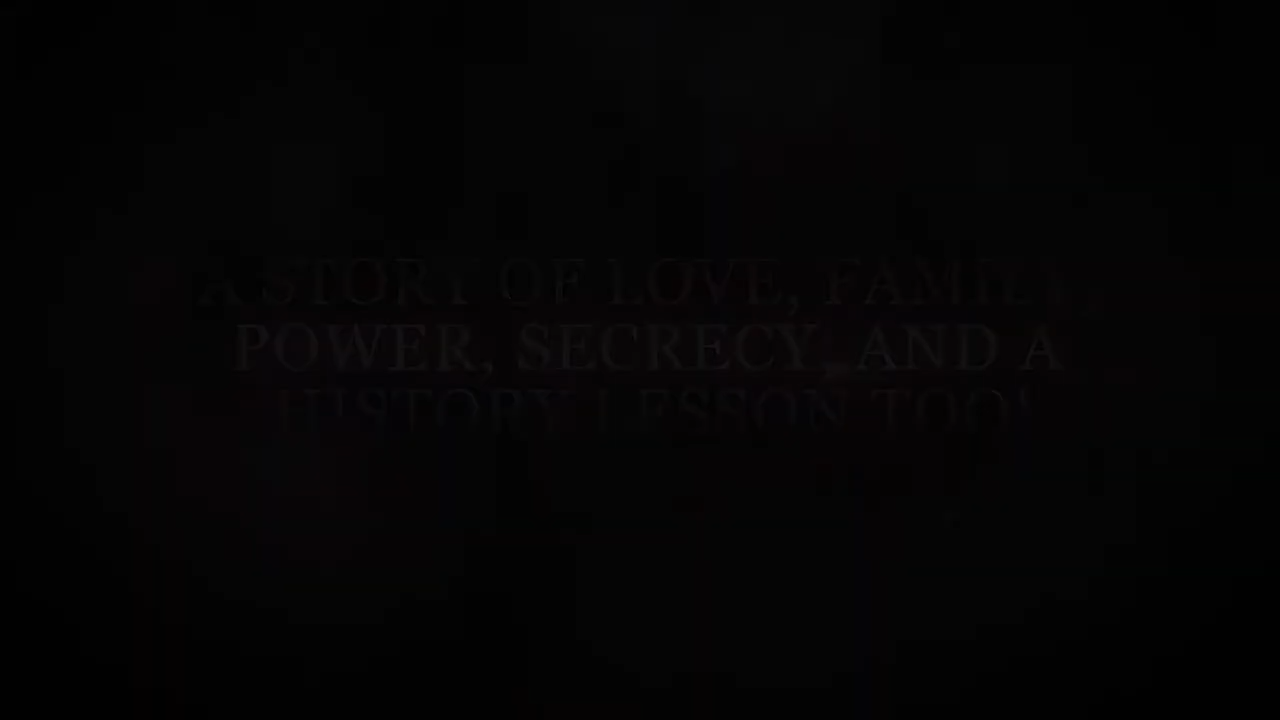 A STORY OF LOVE, FAMILY,
POWER, SECRECY, AND A
HISTORY LESSON TOO!